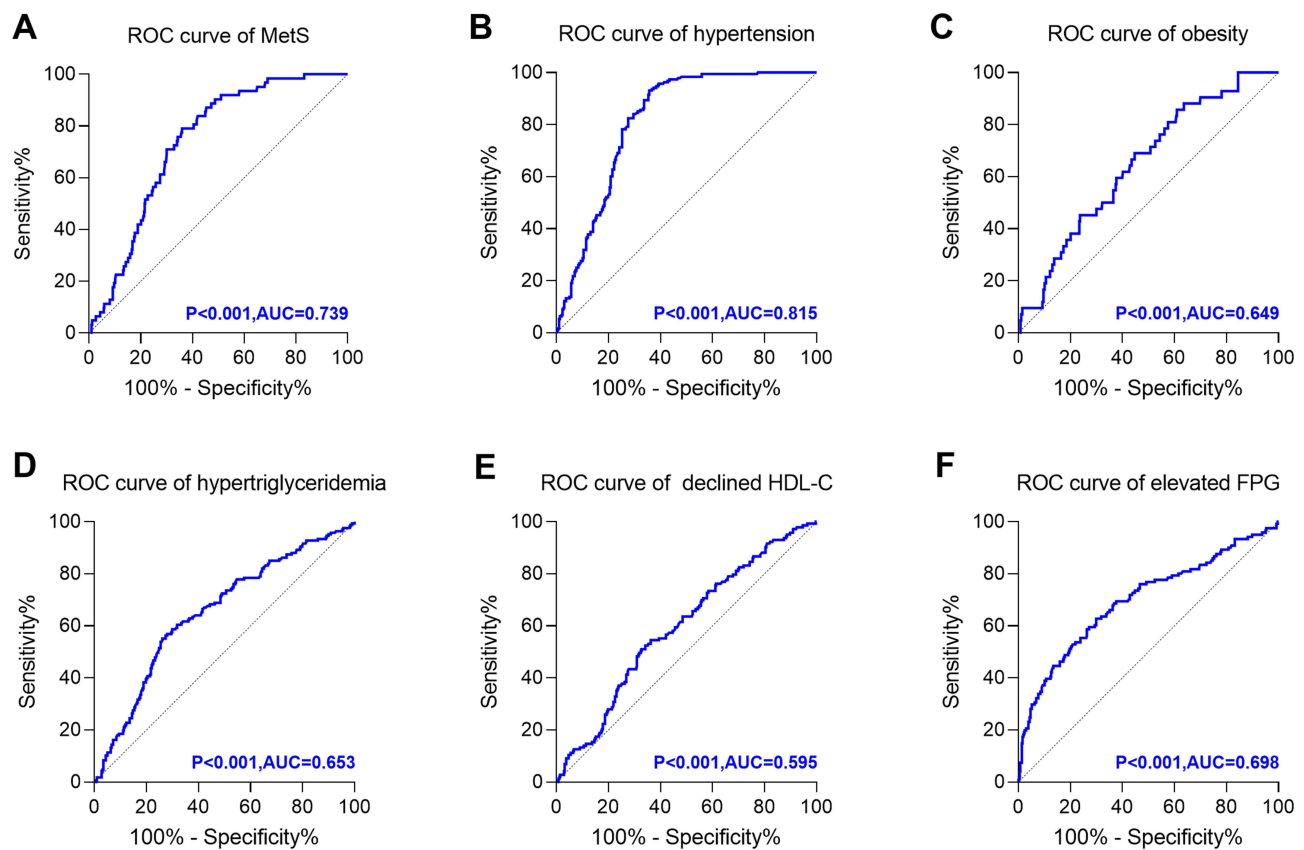 A
ROC curve of MetS
Sensitivity%
100
80
60
40
20
0
P<0.001,AUC=0.739
0 20 40 60 80 100
100% - Specificity%
B
ROC curve of hypertension
Sensitivity%
100
80
60
40
20
0
P<0.001,AUC=0.815
0 20 40 60 80 100
100% - Specificity%
C
ROC curve of obesity
Sensitivity%
100
80
60
40
20
0
P<0.001,AUC=0.649
0 20 40 60 80 100
100% - Specificity%
D
ROC curve of hypertriglyceridemia
Sensitivity%
100
80
60
40
20
0
P<0.001,AUC=0.653
0 20 40 60 80 100
100% - Specificity%
E
ROC curve of  declined HDL-C
Sensitivity%
100
80
60
40
20
0
P<0.001,AUC=0.595
0 20 40 60 80 100
100% - Specificity%
F
ROC curve of elevated FPG
Sensitivity%
100
80
60
40
20
0
P<0.001,AUC=0.698
0 20 40 60 80 100
100% - Specificity%